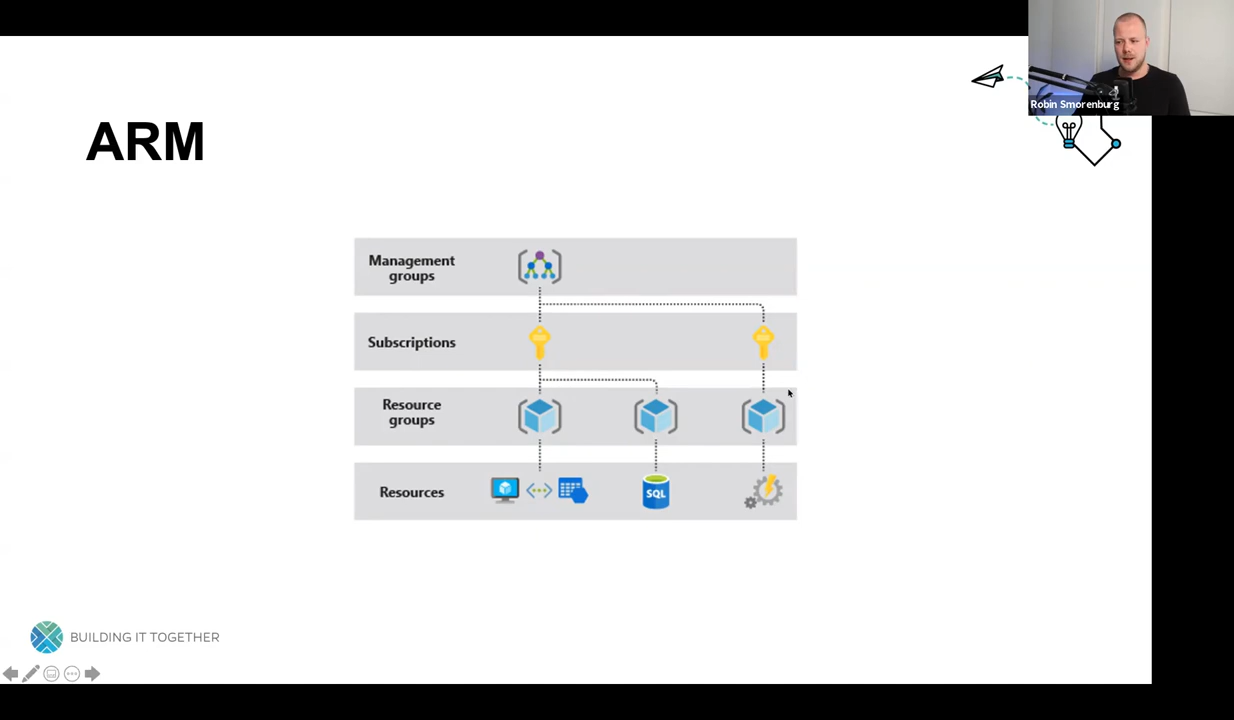 Robin Smorenburg
ARM
Management
groups
Subscriptions
Resource
groups
Resources
SQL
BUILDING IT TOGETHER